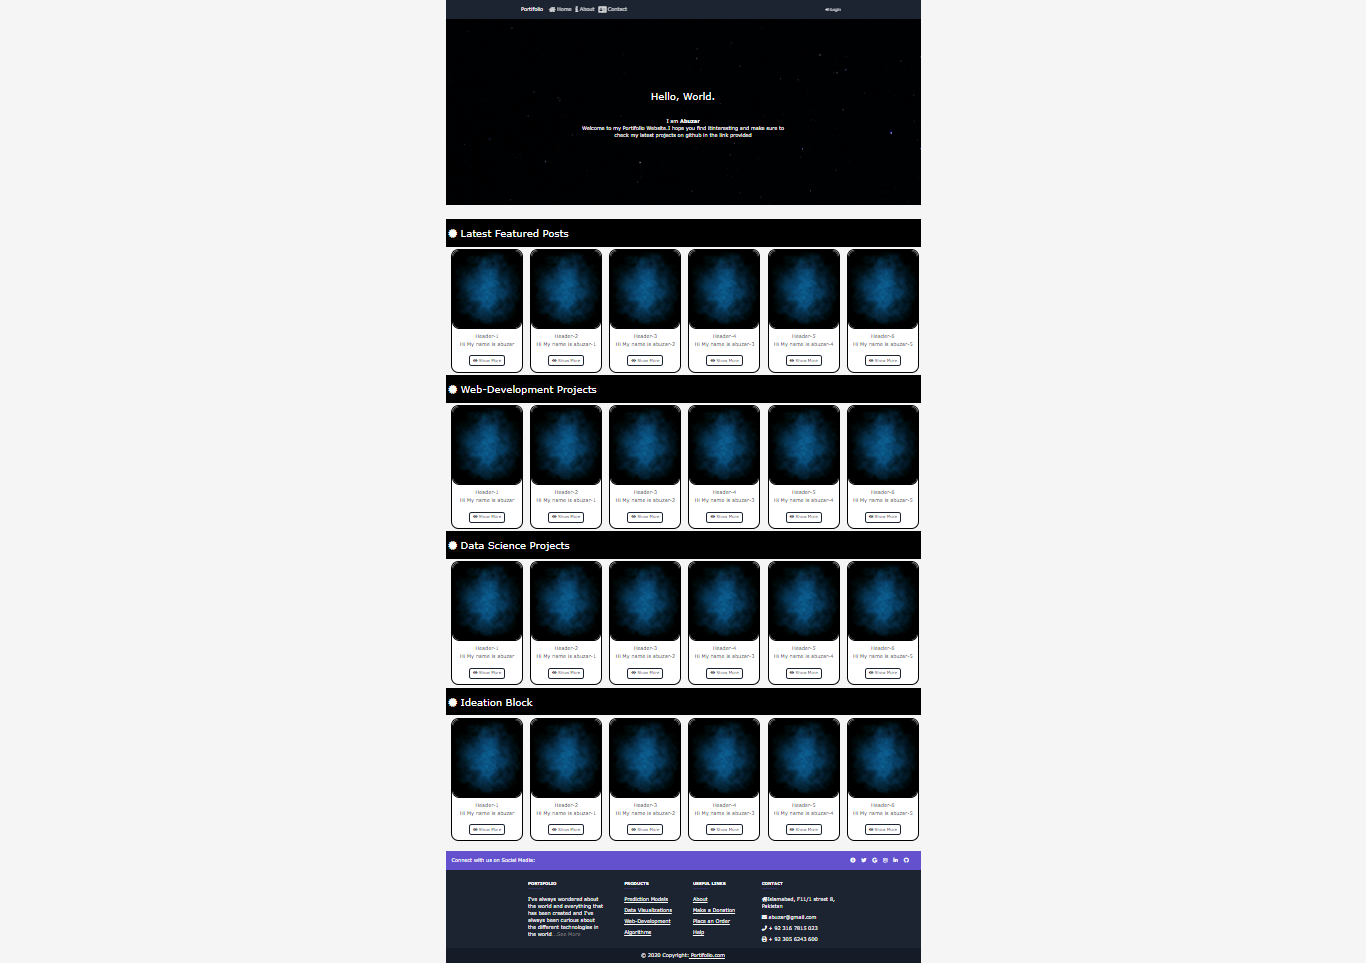 Portifolio Home About Contact Login
Hello, World.
I am Abuzar
Welcome to my Portifolio Website.I hope you find itinteresting and make sure to
check my latest projects on github in the link provided
Latest Featured Posts
Header-1 Header-2 Header-3 Header-4 Header-5 Header-6
Hi My name is abuzar Hi My name is abuzar-1 Hi My name is abuzar-2 Hi My name is abuzar-3 Hi My name is abuzar-4 Hi My name is abuzar-5
Show More Show More Show More Show More Show More Show More
Web-Development Projects
Header-1 Header-2 Header-3 Header-4 Header-5 Header-6
Hi My name is abuzar Hi My name is abuzar-1 Hi My name is abuzar-2 Hi My name is abuzar-3 Hi My name is abuzar-4 Hi My name is abuzar-5
Show More Show More Show More Show More Show More Show More
Data Science Projects
Header-1 Header-2 Header-3 Header-4 Header-5 Header-6
Hi My name is abuzar Hi My name is abuzar-1 Hi My name is abuzar-2 Hi My name is abuzar-3 Hi My name is abuzar-4 Hi My name is abuzar-5
Show More Show More Show More Show More Show More Show More
Ideation Block
Header-1 Header-2 Header-3 Header-4 Header-5 Header-6
Hi My name is abuzar Hi My name is abuzar-1 Hi My name is abuzar-2 Hi My name is abuzar-3 Hi My name is abuzar-4 Hi My name is abuzar-5
Show More Show More Show More Show More Show More Show More
Connect with us on Social Media:
PORTIFOLIO
I've always wondered about
the world and everything that
has been created and I've
always been curious about
the different technologies in
the world...See More
PRODUCTS
Prediction Models
Data Visualizations
Web-Development
Algorithms
USEFUL LINKS
About
Make a Donation
Place an Order
Help
CONTACT
Islamabad, F11/1 street 8,
Pakistan
abuzar@gmail.com
+ 92 316 7815 023
+ 92 305 6243 600
© 2020 Copyright: Portifolio.com